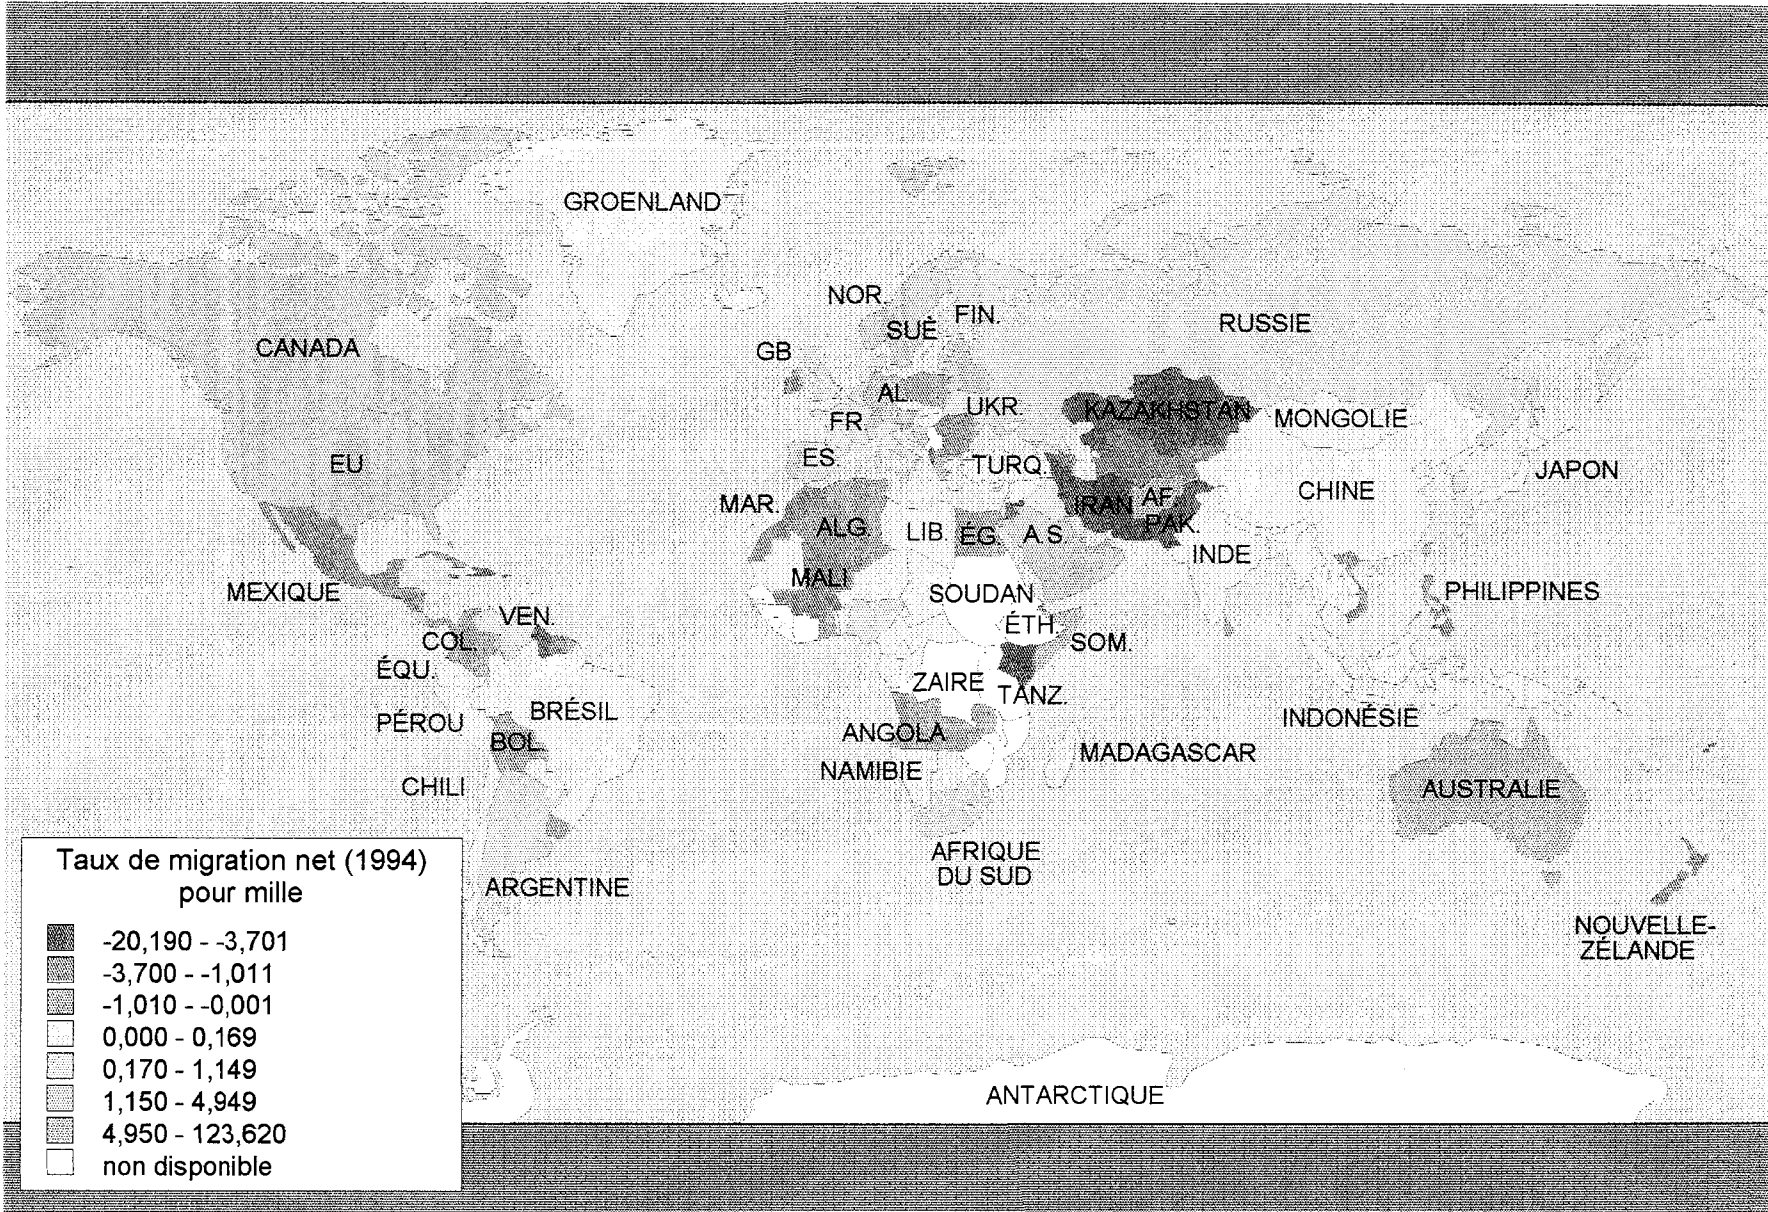 GROENLAND
NOR.
FIN.
SUÈ
RUSSIE
CANADA
GB
AL.
UKR.
KAZAKHSTAN
MONGOLIE
FR.
EU
ES.
TURQ.
JAPON
CHINE
MAR.
IRAN
AF.
PAK.
ALG.
LIB.
ÉG.
A.S.
INDE
MALI
MEXIQUE
SOUDAN
PHILIPPINES
VEN.
ÉTH.
COL.
SOM.
ÉQU.
ZAIRE
TANZ.
BRÉSIL
PÉROU
INDONÉSIE
BOL.
ANGOLA
MADAGASCAR
NAMIBIE
CHILI
AUSTRALIE
AFRIQUE
DU SUD
ARGENTINE
NOUVELLE-
ZÉLANDE
ANTARCTIQUE
Taux de migration net (1994)
pour mille
-20,190 - -3,701
-3,700 - -1,011
-1,010 - -0,001
0,000 - 0,169
0,170 - 1,149
1,150 - 4,949
4,950 - 123,620
non disponible